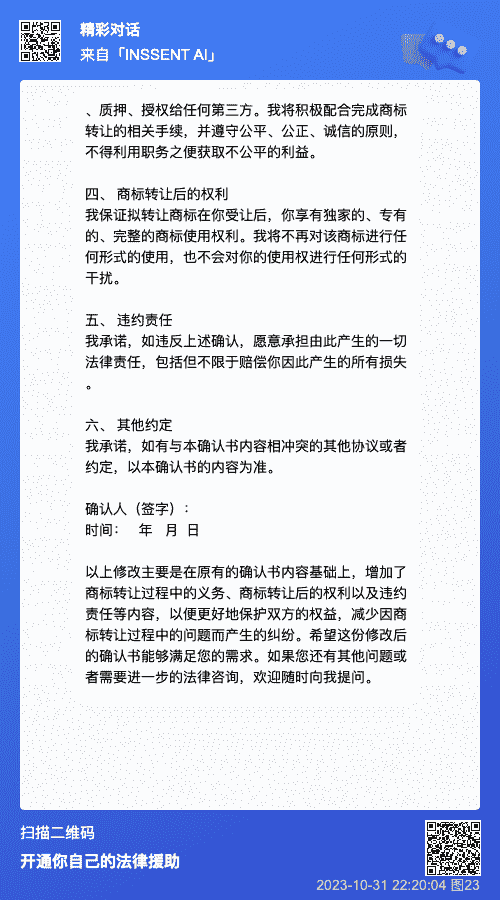 精彩对话
来自「INSSENT AI」
、质押、授权给任何第三方。我将积极配合完成商标
转让的相关手续，并遵守公平、公正、诚信的原则，
不得利用职务之便获取不公平的利益。
四、 商标转让后的权利
我保证拟转让商标在你受让后，你享有独家的、专有
的、完整的商标使用权利。我将不再对该商标进行任
何形式的使用，也不会对你的使用权进行任何形式的
干扰。
五、 违约责任
我承诺，如违反上述确认，愿意承担由此产生的一切
法律责任，包括但不限于赔偿你因此产生的所有损失
。
六、 其他约定
我承诺，如有与本确认书内容相冲突的其他协议或者
约定，以本确认书的内容为准。
确认人（签字）：
时间： 年 月 日
以上修改主要是在原有的确认书内容基础上，增加了
商标转让过程中的义务、商标转让后的权利以及违约
责任等内容，以便更好地保护双方的权益，减少因商
标转让过程中的问题而产生的纠纷。希望这份修改后
的确认书能够满足您的需求。如果您还有其他问题或
者需要进一步的法律咨询，欢迎随时向我提问。
扫描二维码
开通你自己的法律援助
2023-10-31 22:20:04 图23